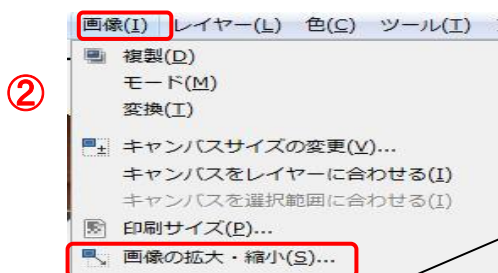 画像(I) レイヤー(L) 色(C) ツール(T)
複製(D)
モード(M)
②
変換(T)
キャンバスサイズの変更(V)...
キャンバスをレイヤーに合わせる(I)
キャンバスを選択範囲に合わせる(I)
印刷サイズ(P)...
画像の拡大・縮小(S)...